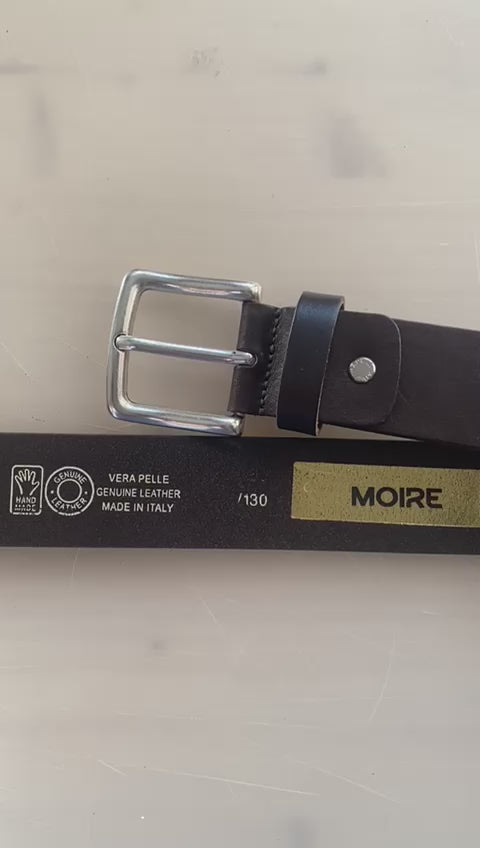 HAND
MADE
GENUINE
LEATHER
VERA PELLE
GENUINE LEATHER
MADE IN ITALY
/130
MOIRE